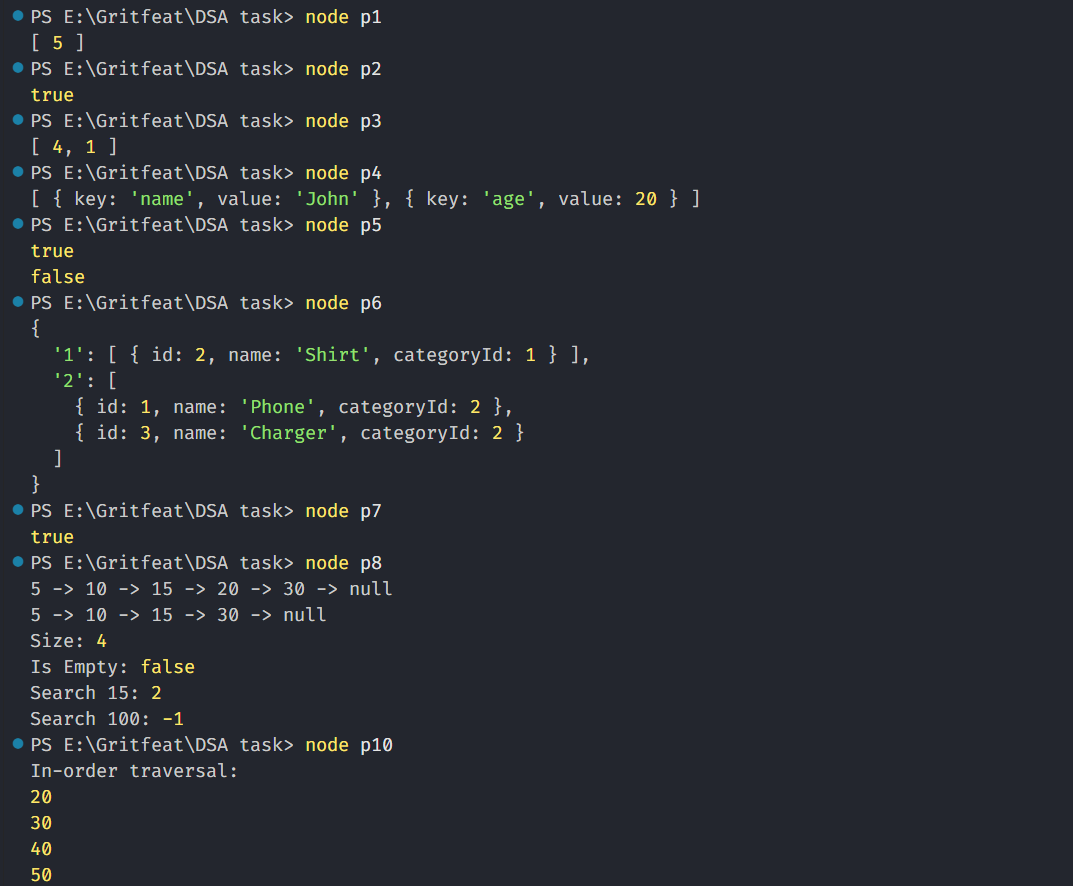 PS E:\Gritfeat\DSA task> node p1
[ 5 ]
PS E:\Gritfeat\DSA task> node p2
true
PS E:\Gritfeat\DSA task> node p3
[ 4, 1 ]
PS E:\Gritfeat\DSA task> node p4
[ { key: 'name', value: 'John' }, { key: 'age', value: 20 } ]
PS E:\Gritfeat\DSA task> node p5
true
false
PS E:\Gritfeat\DSA task> node p6
{
  '1': [ { id: 2, name: 'Shirt', categoryId: 1 } ],
  '2': [
    { id: 1, name: 'Phone', categoryId: 2 },
    { id: 3, name: 'Charger', categoryId: 2 }
  ]
}
PS E:\Gritfeat\DSA task> node p7
true
PS E:\Gritfeat\DSA task> node p8
5 -> 10 -> 15 -> 20 -> 30 -> null
5 -> 10 -> 15 -> 30 -> null
Size: 4
Is Empty: false
Search 15: 2
Search 100: -1
PS E:\Gritfeat\DSA task> node p10
In-order traversal:
20
30
40
50